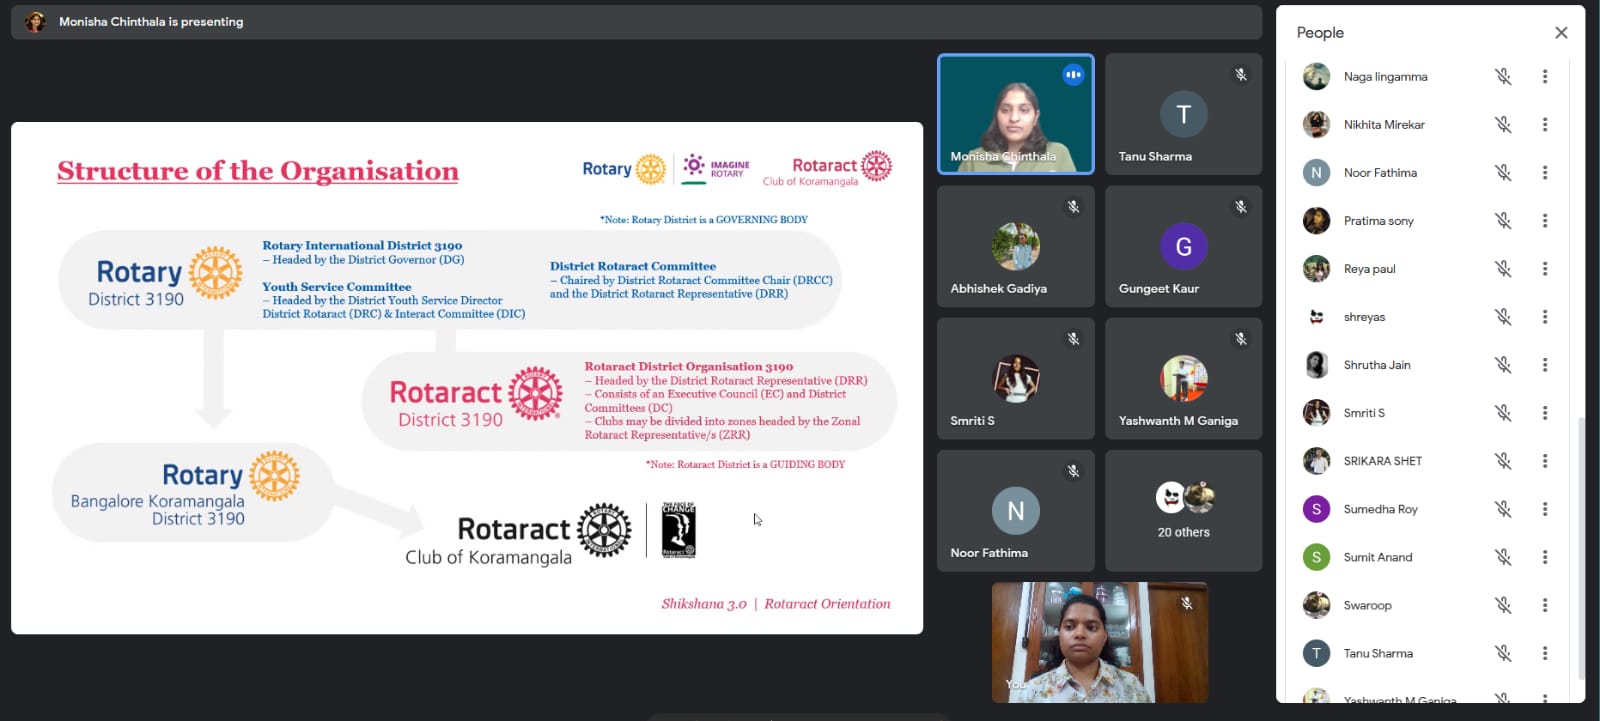 Monisha Chinthala is presenting
Structure of the Organisation
Rotary
IMAGINE
ROTARY
Rotaract
Club of Koramangala
*Note: Rotary District is a GOVERNING BODY
Rotary
District 3190
Rotary International District 3190
– Headed by the District Governor (DG)
Youth Service Committee
– Headed by the District Youth Service Director
District Rotaract (DRC) & Interact Committee (DIC)
District Rotaract Committee
– Chaired by District Rotaract Committee Chair (DRCC)
and the District Rotaract Representative (DRR)
Rotaract
District 3190
Rotaract District Organisation 3190
– Headed by the District Rotaract Representative (DRR)
– Consists of an Executive Council (EC) and District
Committees (DC)
– Clubs may be divided into zones headed by the Zonal
Rotaract Representative/s (ZRR)
*Note: Rotaract District is a GUIDING BODY
Rotary
Bangalore Koramangala
District 3190
Rotaract
Club of Koramangala
THE FACE OF
CHANGE
Rotaract
Shikshana 3.0 | Rotaract Orientation
Monisha Chinthala
T
Tanu Sharma
Abhishek Gadiya
G
Gungeet Kaur
Smriti S
Yashwanth M Ganiga
N
Noor Fathima
20 others
You
People
Naga lingamma
Nikhita Mirekar
N
Noor Fathima
Pratima sony
Reya paul
shreyas
Shrutha Jain
Smriti S
SRIKARA SHET
S
Sumedha Roy
S
Sumit Anand
Swaroop
T
Tanu Sharma
Yashwanth M Ganiga